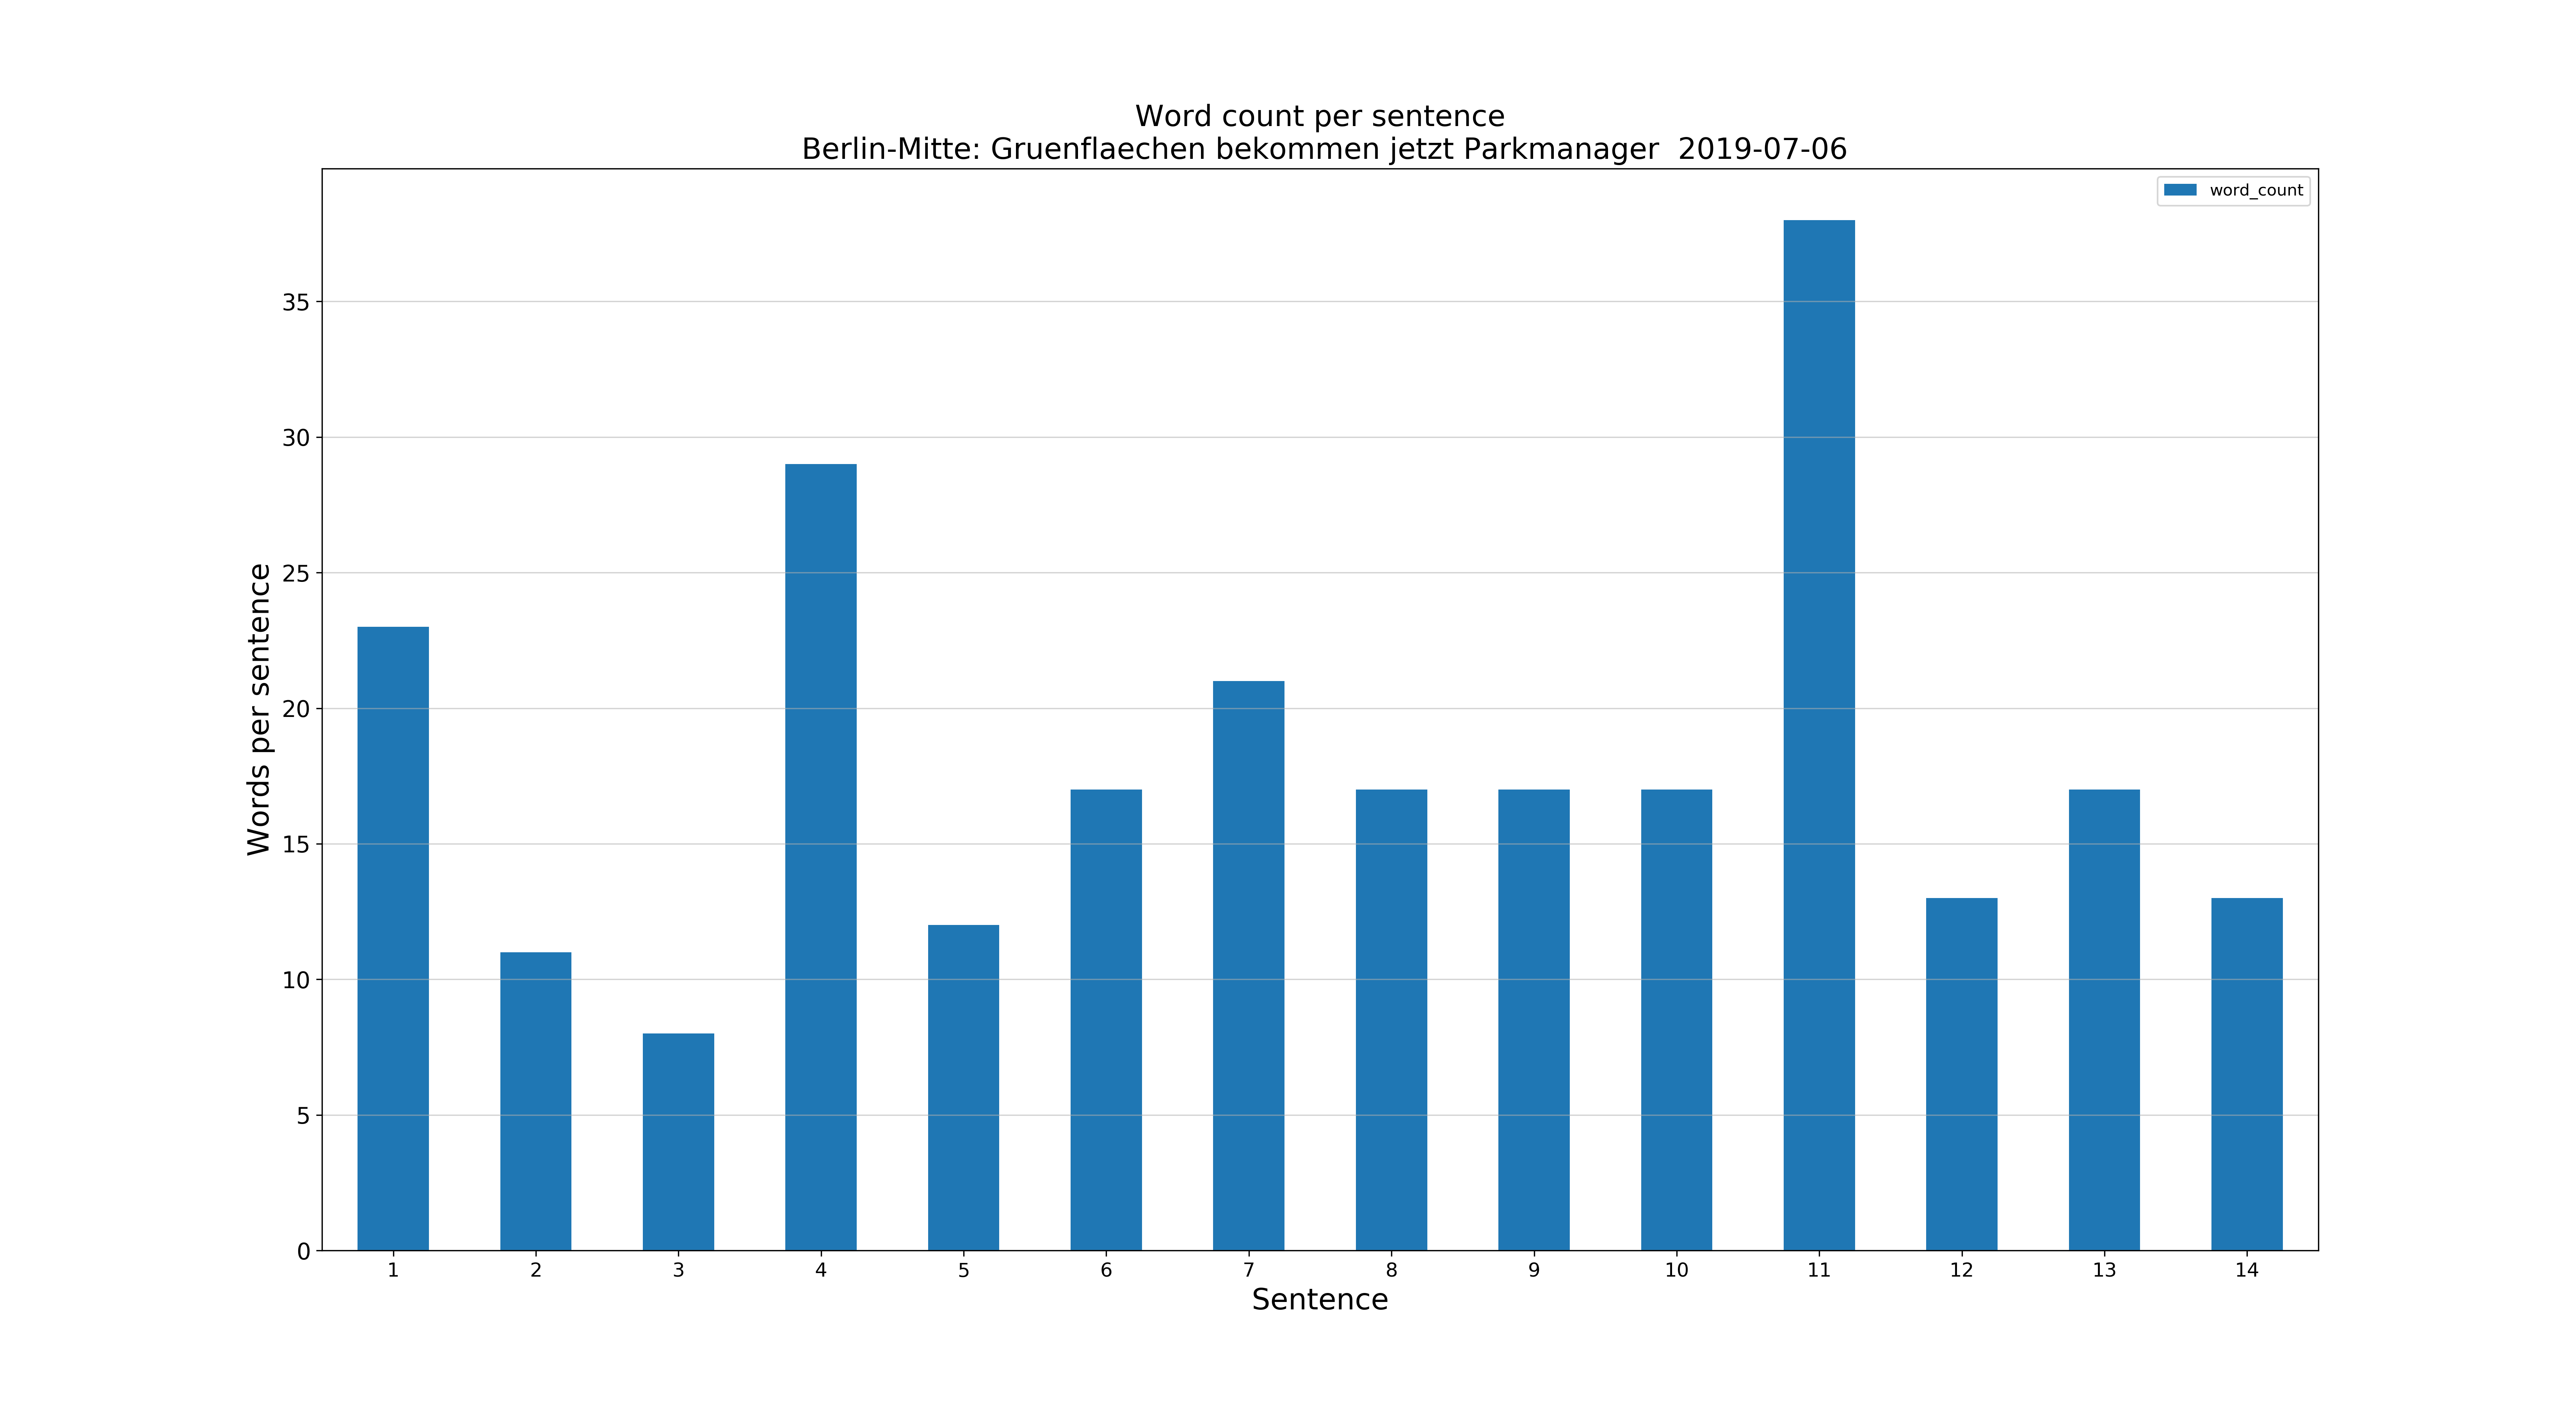 Word count per sentence
Berlin-Mitte: Gruenflaechen bekommen jetzt Parkmanager  2019-07-06
word_count
Words per sentence
35
30
25
20
15
10
5
0
1 2 3 4 5 6 7 8 9 10 11 12 13 14
Sentence